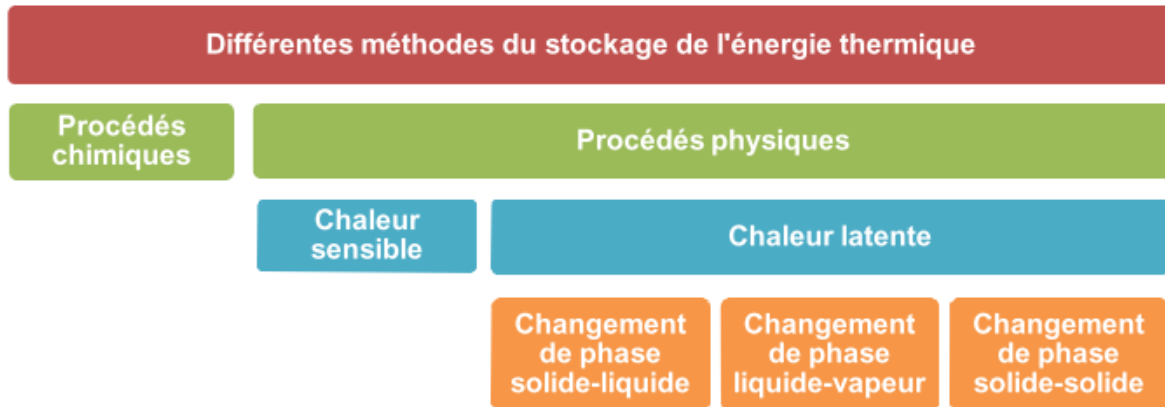 Différentes méthodes du stockage de l'énergie thermique
Procédés
chimiques
Procédés physiques
Chaleur
sensible
Chaleur latente
Changement
de phase
solide-liquide
Changement
de phase
liquide-vapeur
Changement
de phase
solide-solide